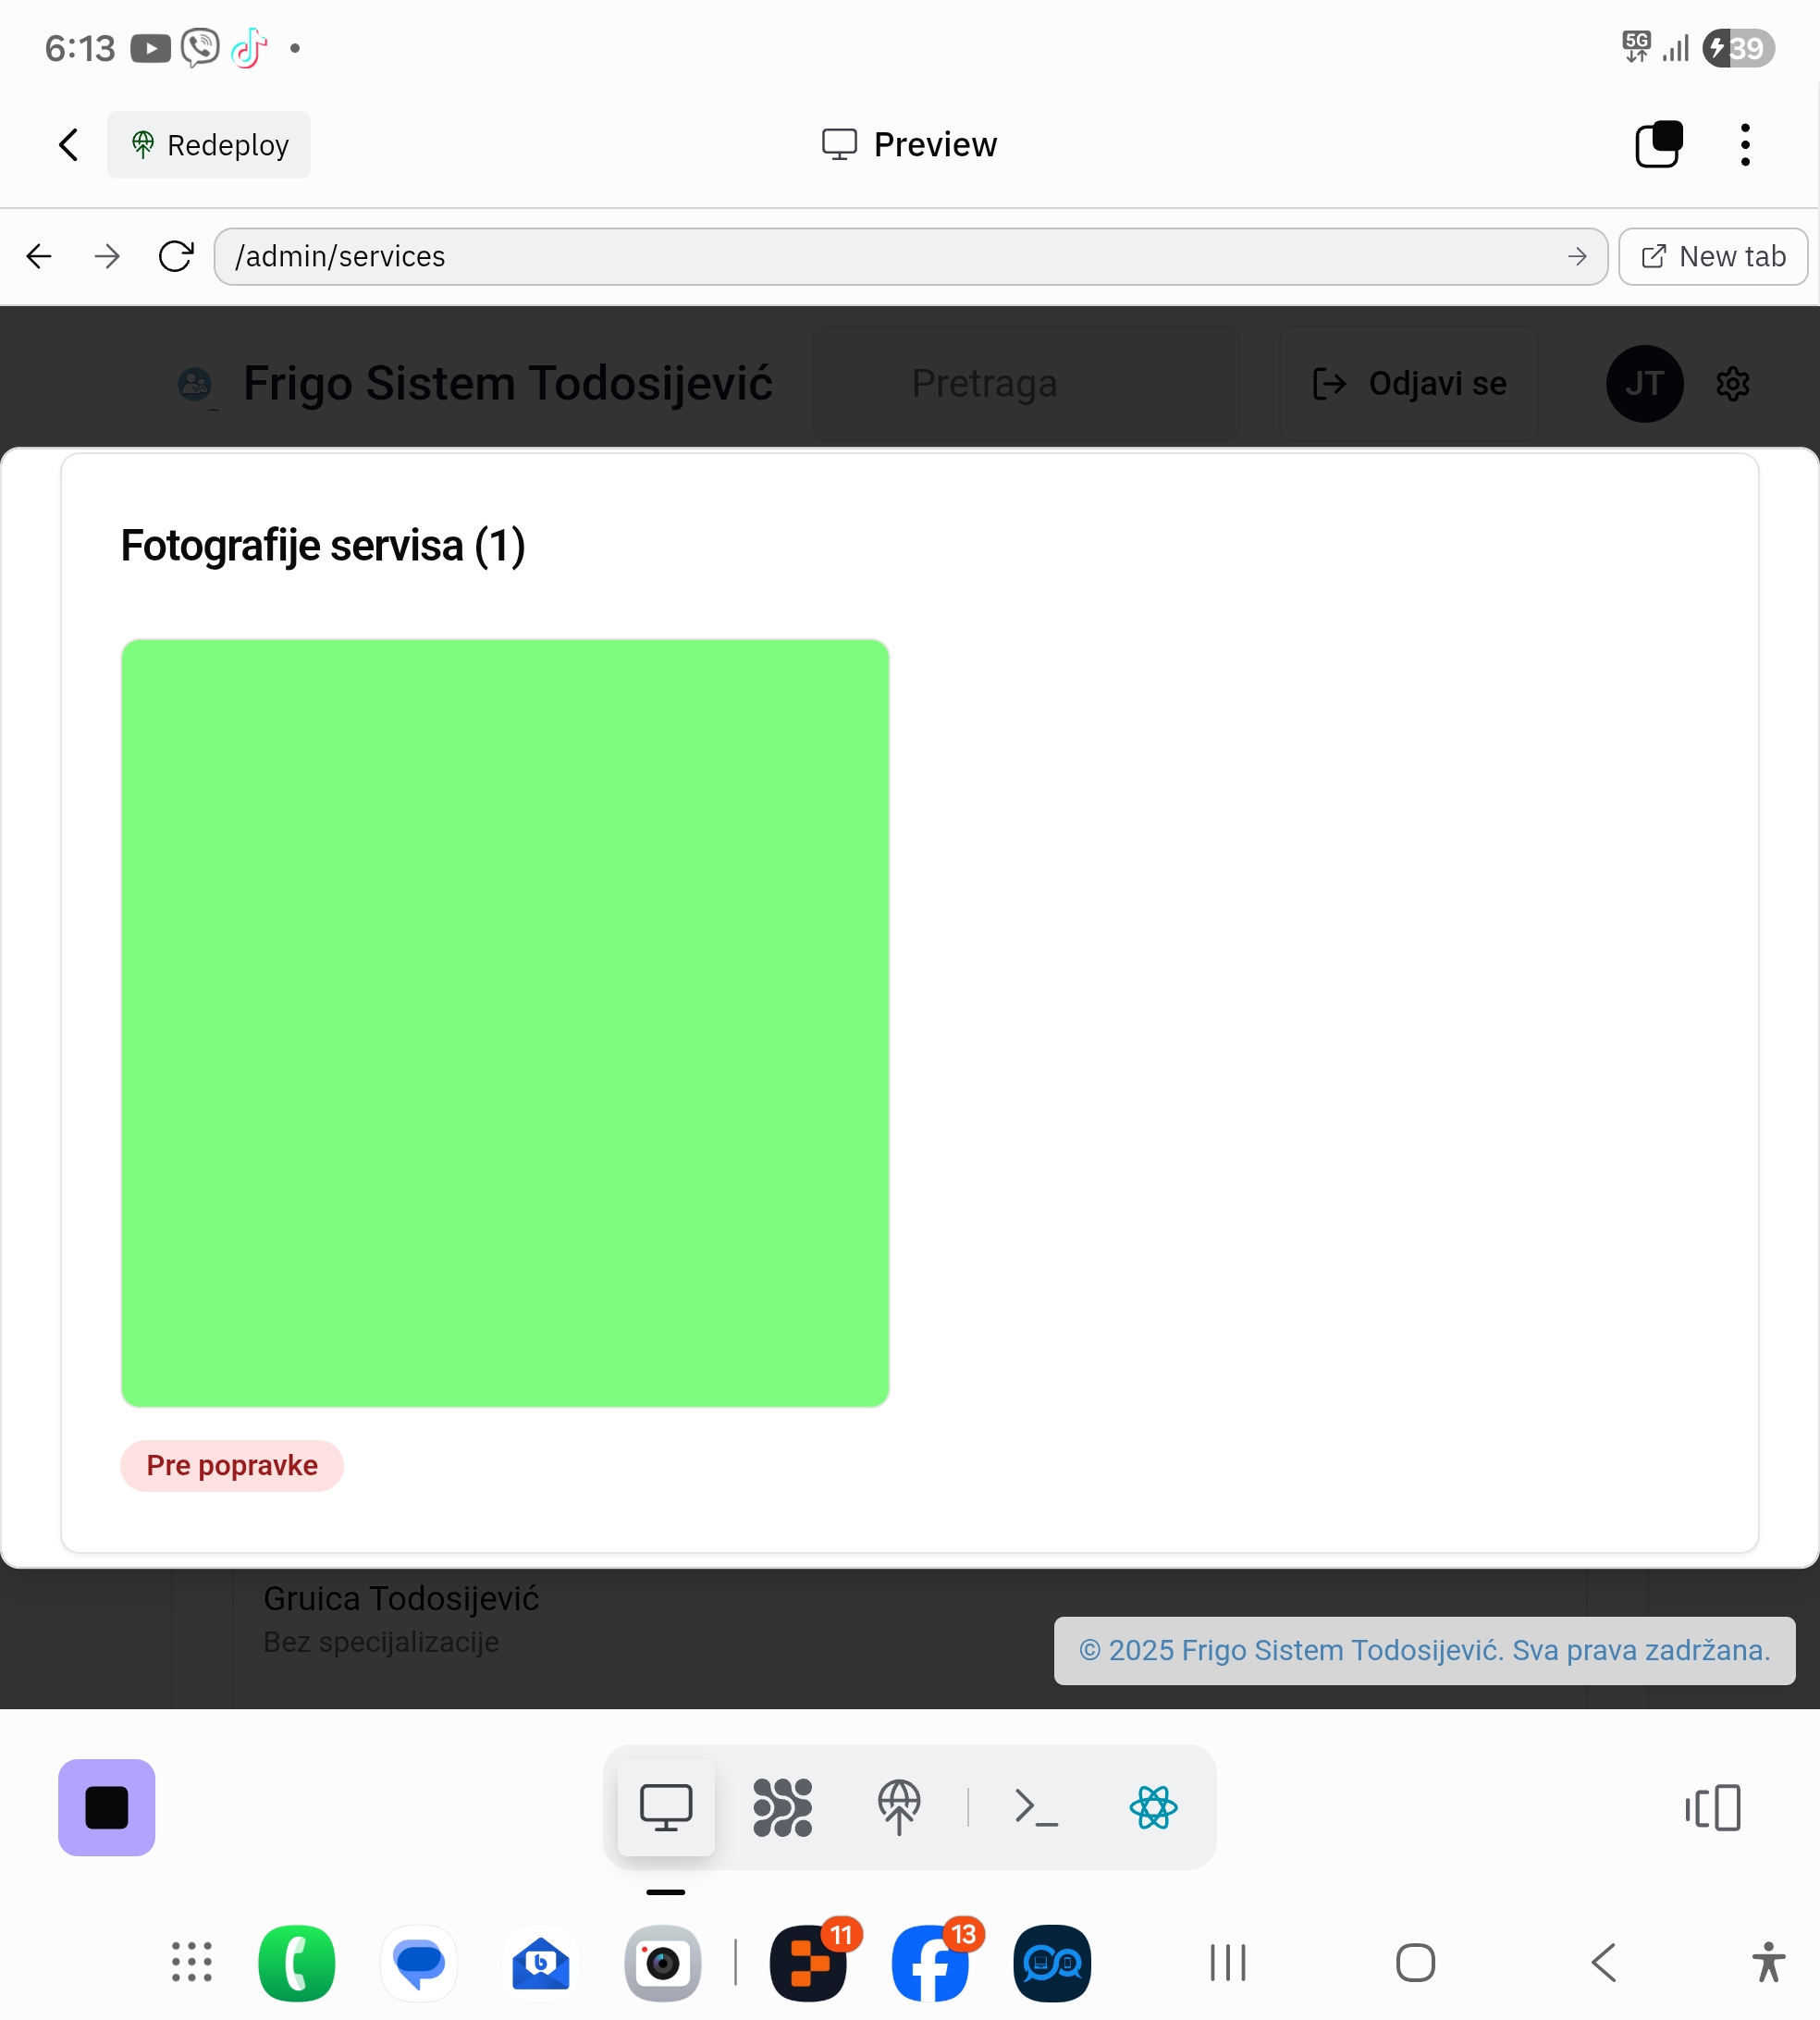 6:13
5G
39
Redeploy
Preview
/admin/services
New tab
Frigo Sistem Todosijević
Pretraga
Odjavi se
JT
Fotografije servisa (1)
Pre popravke
Gruica Todosijević
Bez specijalizacije
© 2025 Frigo Sistem Todosijević. Sva prava zadržana.
11
13